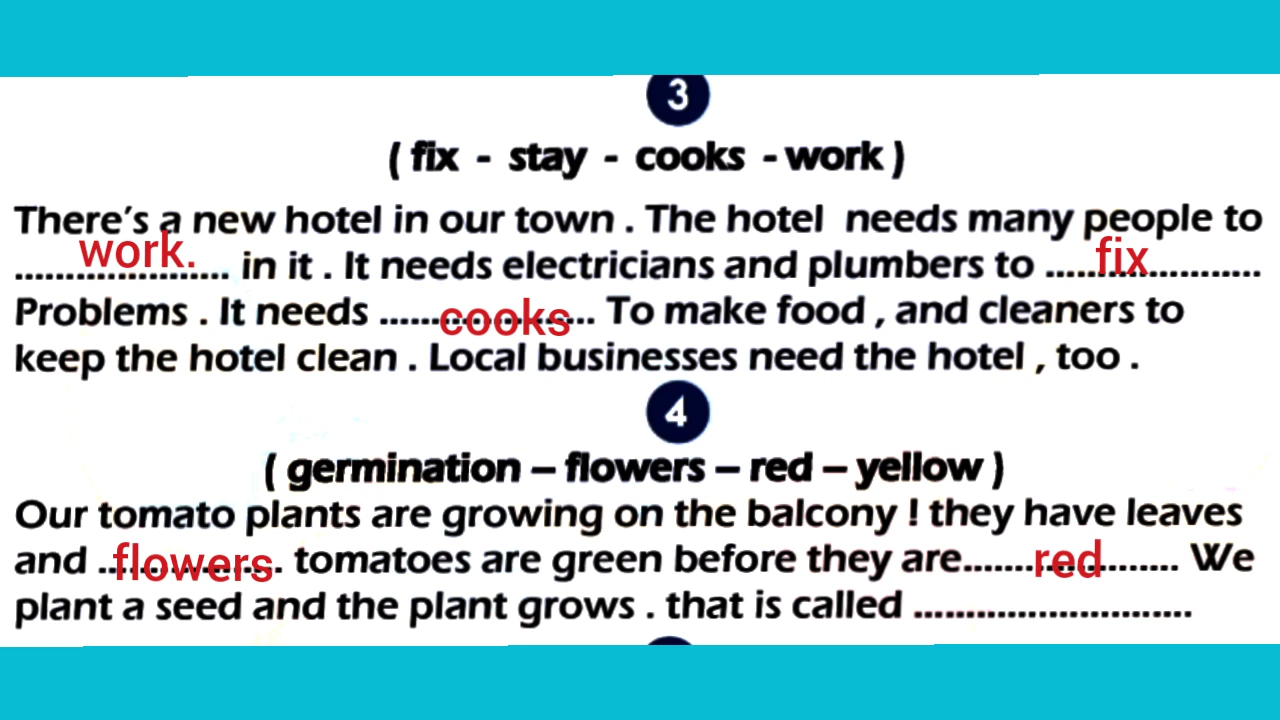 3
( fix - stay - cooks - work )
There's a new hotel in our town . The hotel needs many people to
work. ..................... in it . It needs electricians and plumbers to ..... fix .....................
Problems . It needs ...... cooks ............... To make food , and cleaners to
keep the hotel clean . Local businesses need the hotel , too .
4
( germination – flowers – red – yellow )
Our tomato plants are growing on the balcony ! they have leaves
and .. flowers ................. tomatoes are green before they are....... red .............. We
plant a seed and the plant grows . that is called ............................